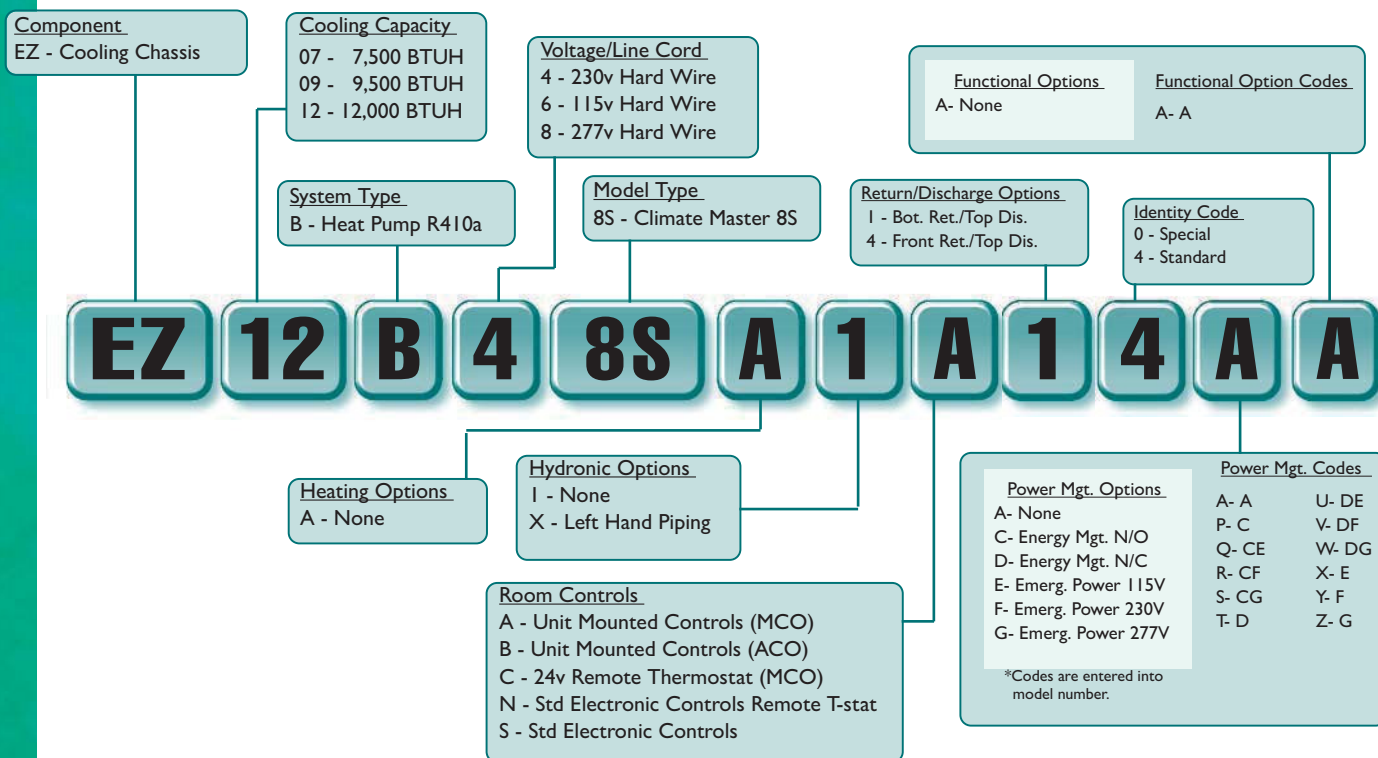 Component
EZ - Cooling Chassis
Cooling Capacity
07 - 7,500 BTUH
09 - 9,500 BTUH
12 - 12,000 BTUH
Voltage/Line Cord
4 - 230v Hard Wire
6 - 115v Hard Wire
8 - 277v Hard Wire
Functional Options
A- None
Functional Option Codes
A- A
System Type
B - Heat Pump R410a
Model Type
8S - Climate Master 8S
Return/Discharge Options
1 - Bot. Ret./Top Dis.
4 - Front Ret./Top Dis.
Identity Code
0 - Special
4 - Standard
EZ 12 B 4 8S A 1 A 1 4 A A
Heating Options
A - None
Hydronic Options
1 - None
X - Left Hand Piping
Room Controls
A - Unit Mounted Controls (MCO)
B - Unit Mounted Controls (ACO)
C - 24v Remote Thermostat (MCO)
N - Std Electronic Controls Remote T-stat
S - Std Electronic Controls
Power Mgt. Options
A- None
C- Energy Mgt. N/O
D- Energy Mgt. N/C
E- Emerg. Power 115V
F- Emerg. Power 230V
G- Emerg. Power 277V
*Codes are entered into
model number.
Power Mgt. Codes
A- A U- DE
P- C V- DF
Q- CE W- DG
R- CF X- E
S- CG Y- F
T- D Z- G